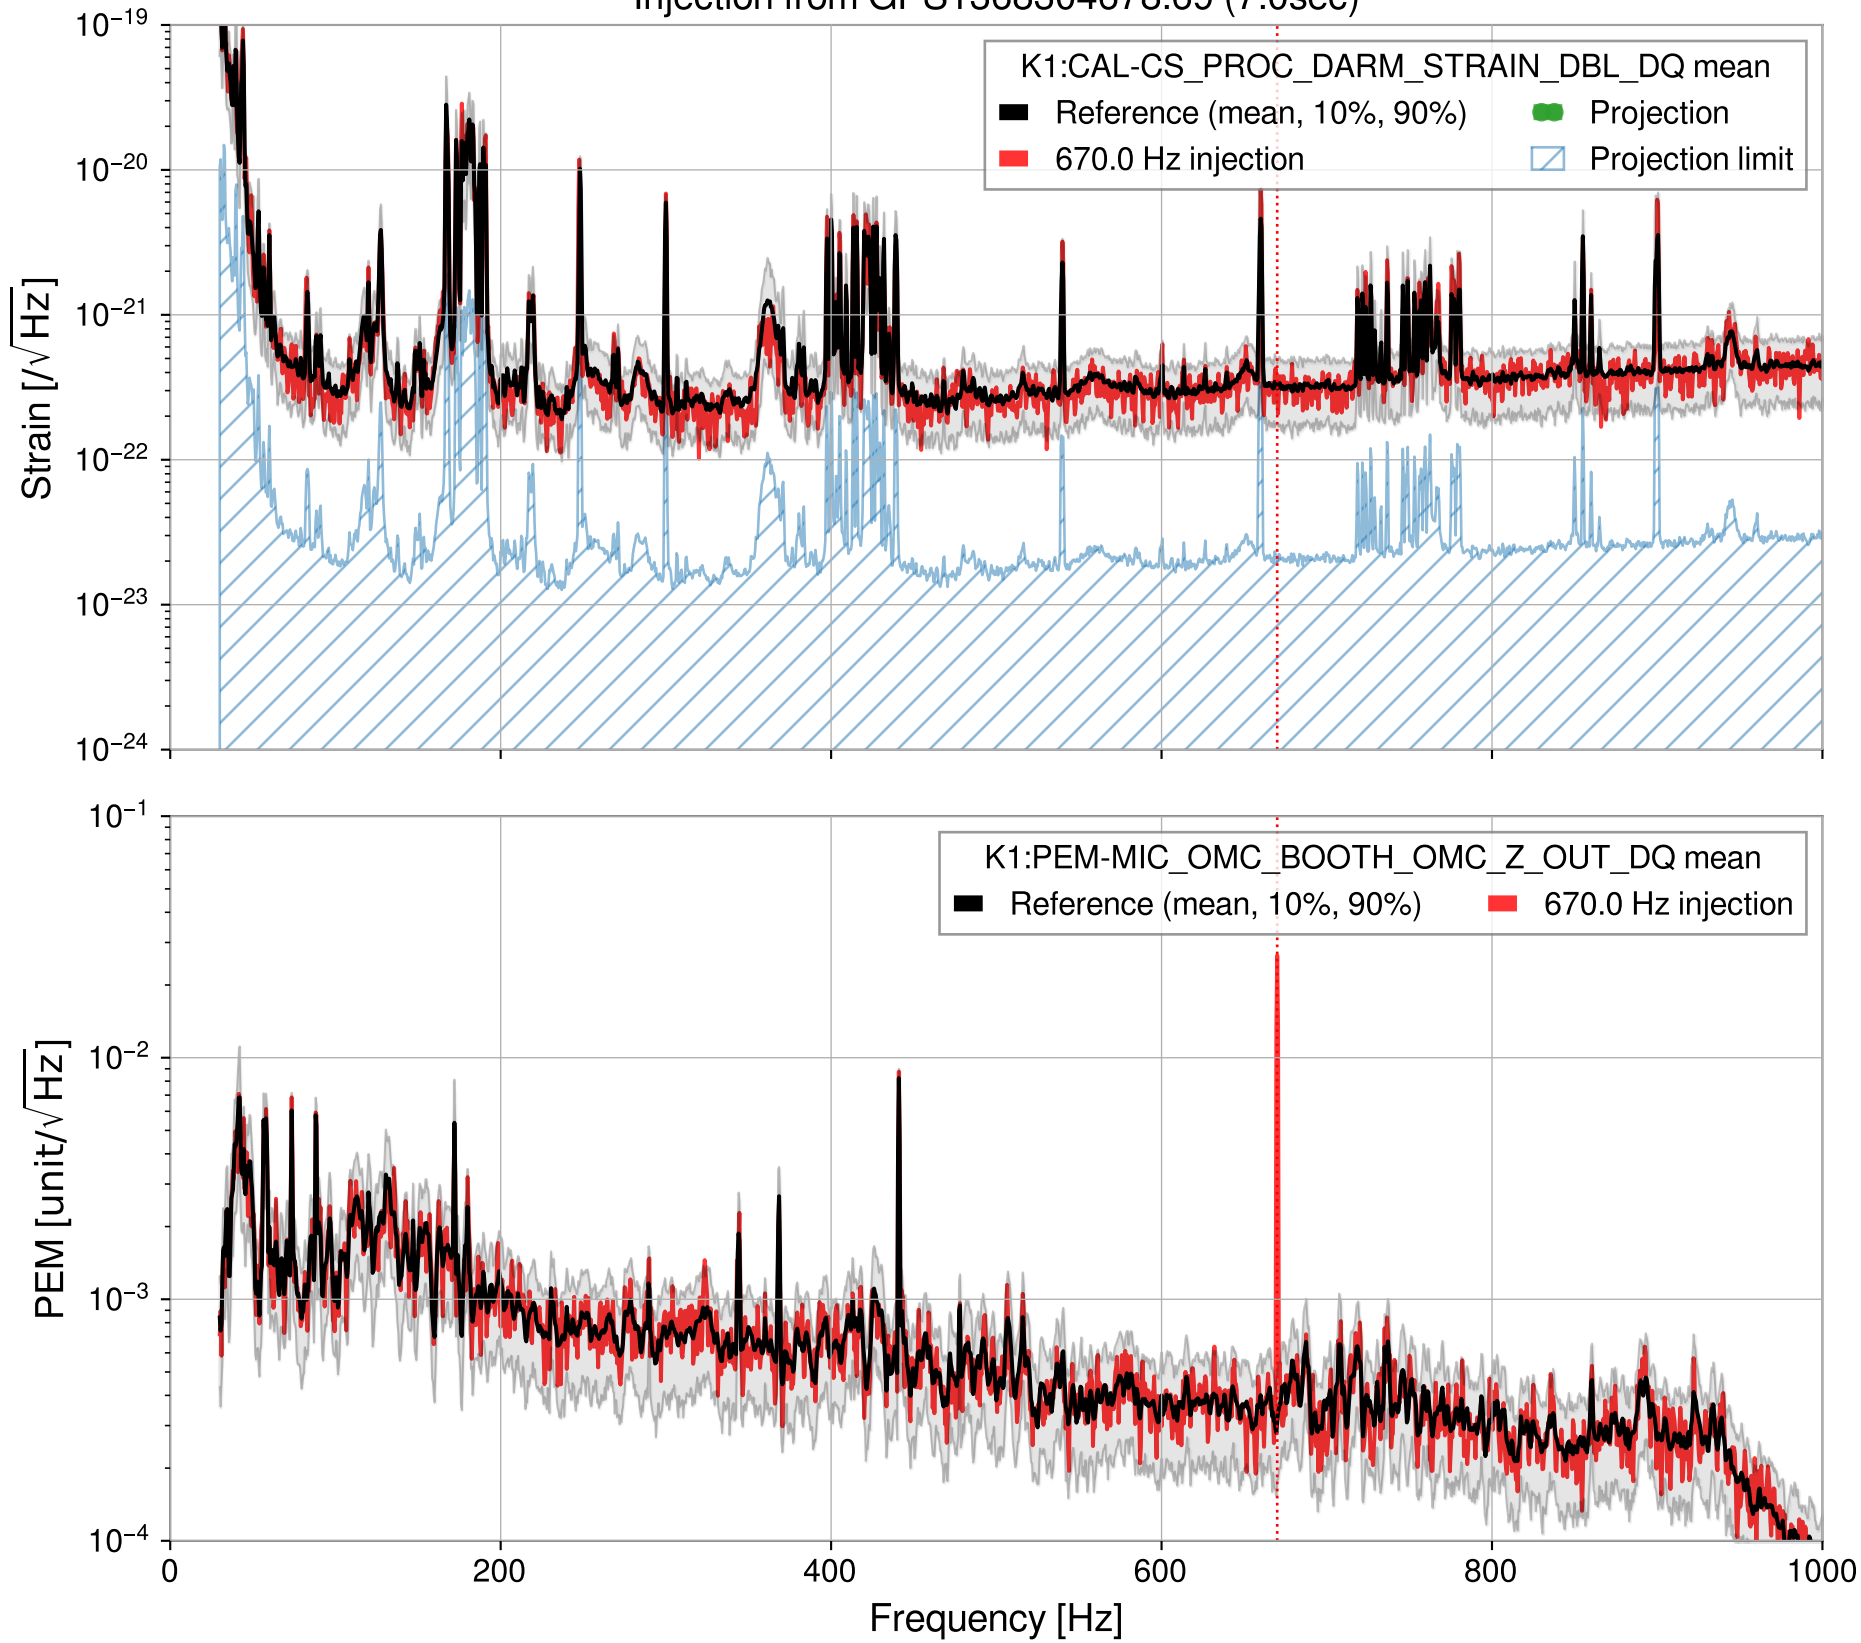 10⁻¹⁹
10⁻²⁰
10⁻²¹
10⁻²²
10⁻²³
10⁻²⁴
Strain [/√Hz]
K1:CAL-CS_PROC_DARM_STRAIN_DBL_DQ mean
Reference (mean, 10%, 90%)
Projection
670.0 Hz injection
Projection limit
10⁻¹
10⁻²
10⁻³
10⁻⁴
PEM [unit/√Hz]
K1:PEM-MIC_OMC_BOOTH_OMC_Z_OUT_DQ mean
Reference (mean, 10%, 90%)
670.0 Hz injection
0
200
400
600
800
1000
Frequency [Hz]